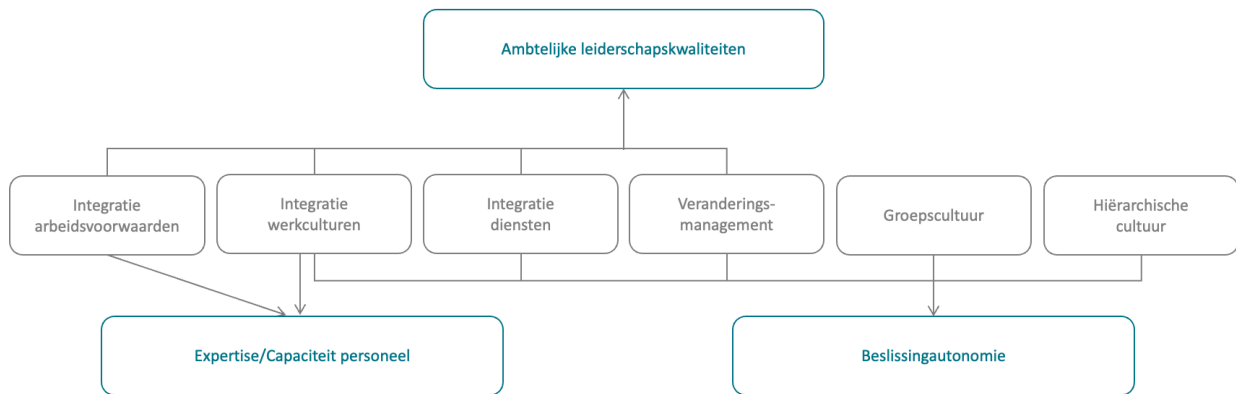 Ambtelijke leiderschapskwaliteiten
Integratie
arbeidsvoorwaarden
Integratie
werkculturen
Integratie
diensten
Veranderings-
management
Groepscultuur
Hiërarchische
cultuur
Expertise/Capaciteit personeel
Beslissingautonomie